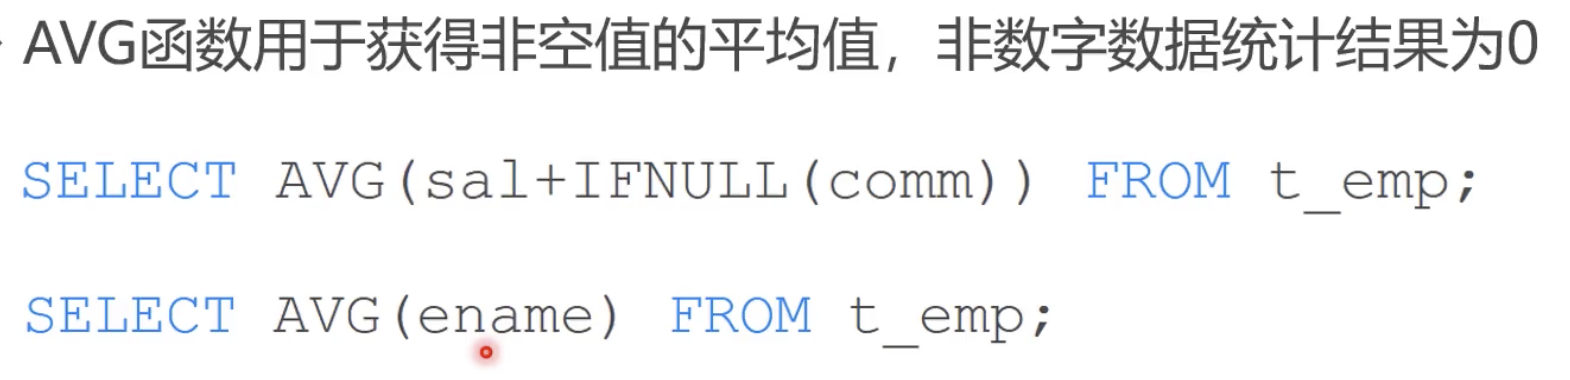 AVG函数用于获得非空值的平均值，非数字数据统计结果为0
SELECT AVG(sal+IFNULL(comm)) FROM t_emp;
SELECT AVG(ename) FROM t_emp;